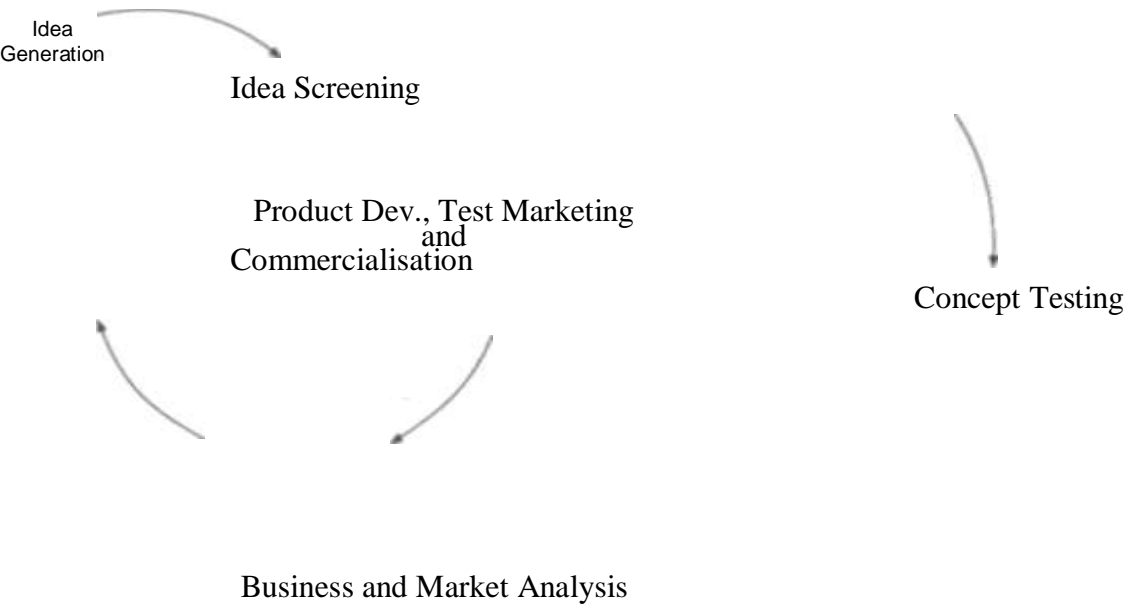 Idea
Generation
Idea Screening
Product Dev., Test Marketing
and
Commercialisation
Concept Testing
Business and Market Analysis